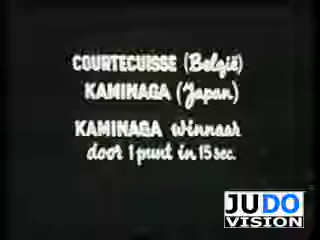 COURTECUISSE (België)
KAMINAGA (Japan)
KAMINAGA winnaar
door 1 punt in 15 sec.
JUDO
VISION